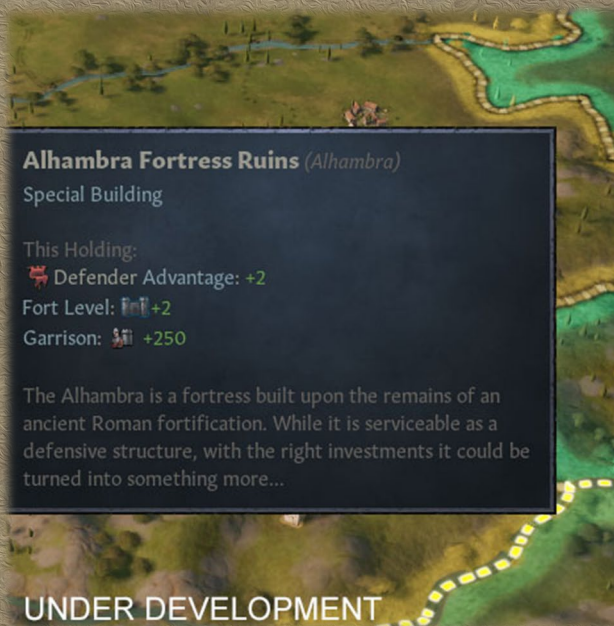 Alhambra Fortress Ruins (Alhambra)
Special Building
This Holding:
Defender Advantage: +2
Fort Level: +2
Garrison: +250
The Alhambra is a fortress built upon the remains of an
ancient Roman fortification. While it is serviceable as a
defensive structure, with the right investments it could be
turned into something more...
UNDER DEVELOPMENT